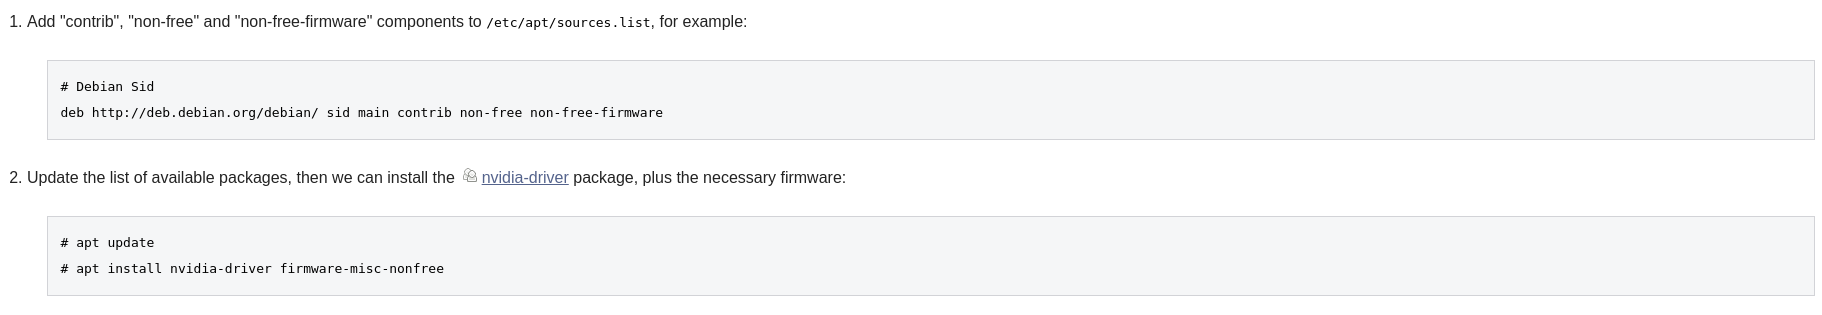 1. Add "contrib", "non-free" and "non-free-firmware" components to /etc/apt/sources.list, for example:
# Debian Sid
deb http://deb.debian.org/debian/ sid main contrib non-free non-free-firmware
2. Update the list of available packages, then we can install the nvidia-driver package, plus the necessary firmware:
# apt update
# apt install nvidia-driver firmware-misc-nonfree